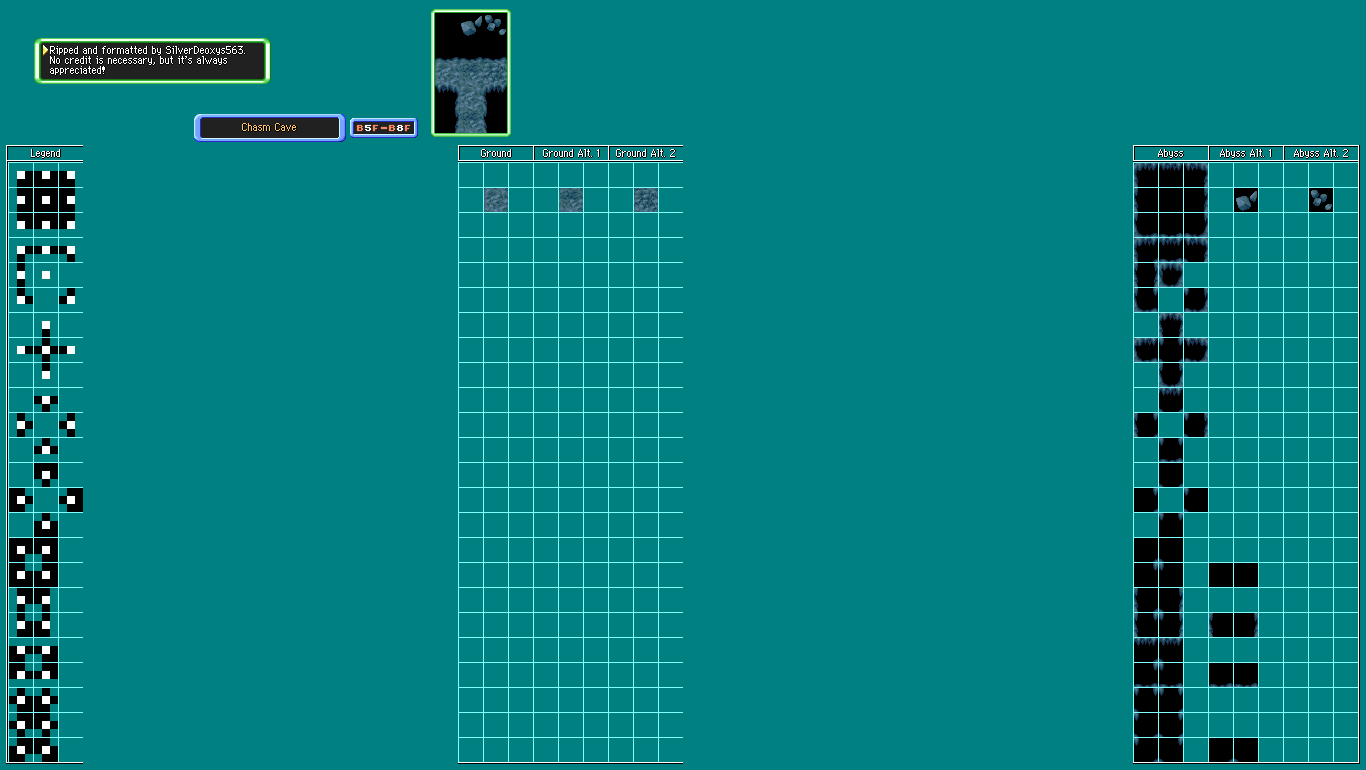 Ripped and formatted by SilverDeoxys563.
No credit is necessary, but it's always
appreciated!
Chasm Cave
B5F-B8F
Legend
Ground
Ground Alt. 1
Ground Alt. 2
Abyss
Abyss Alt. 1
Abyss Alt. 2